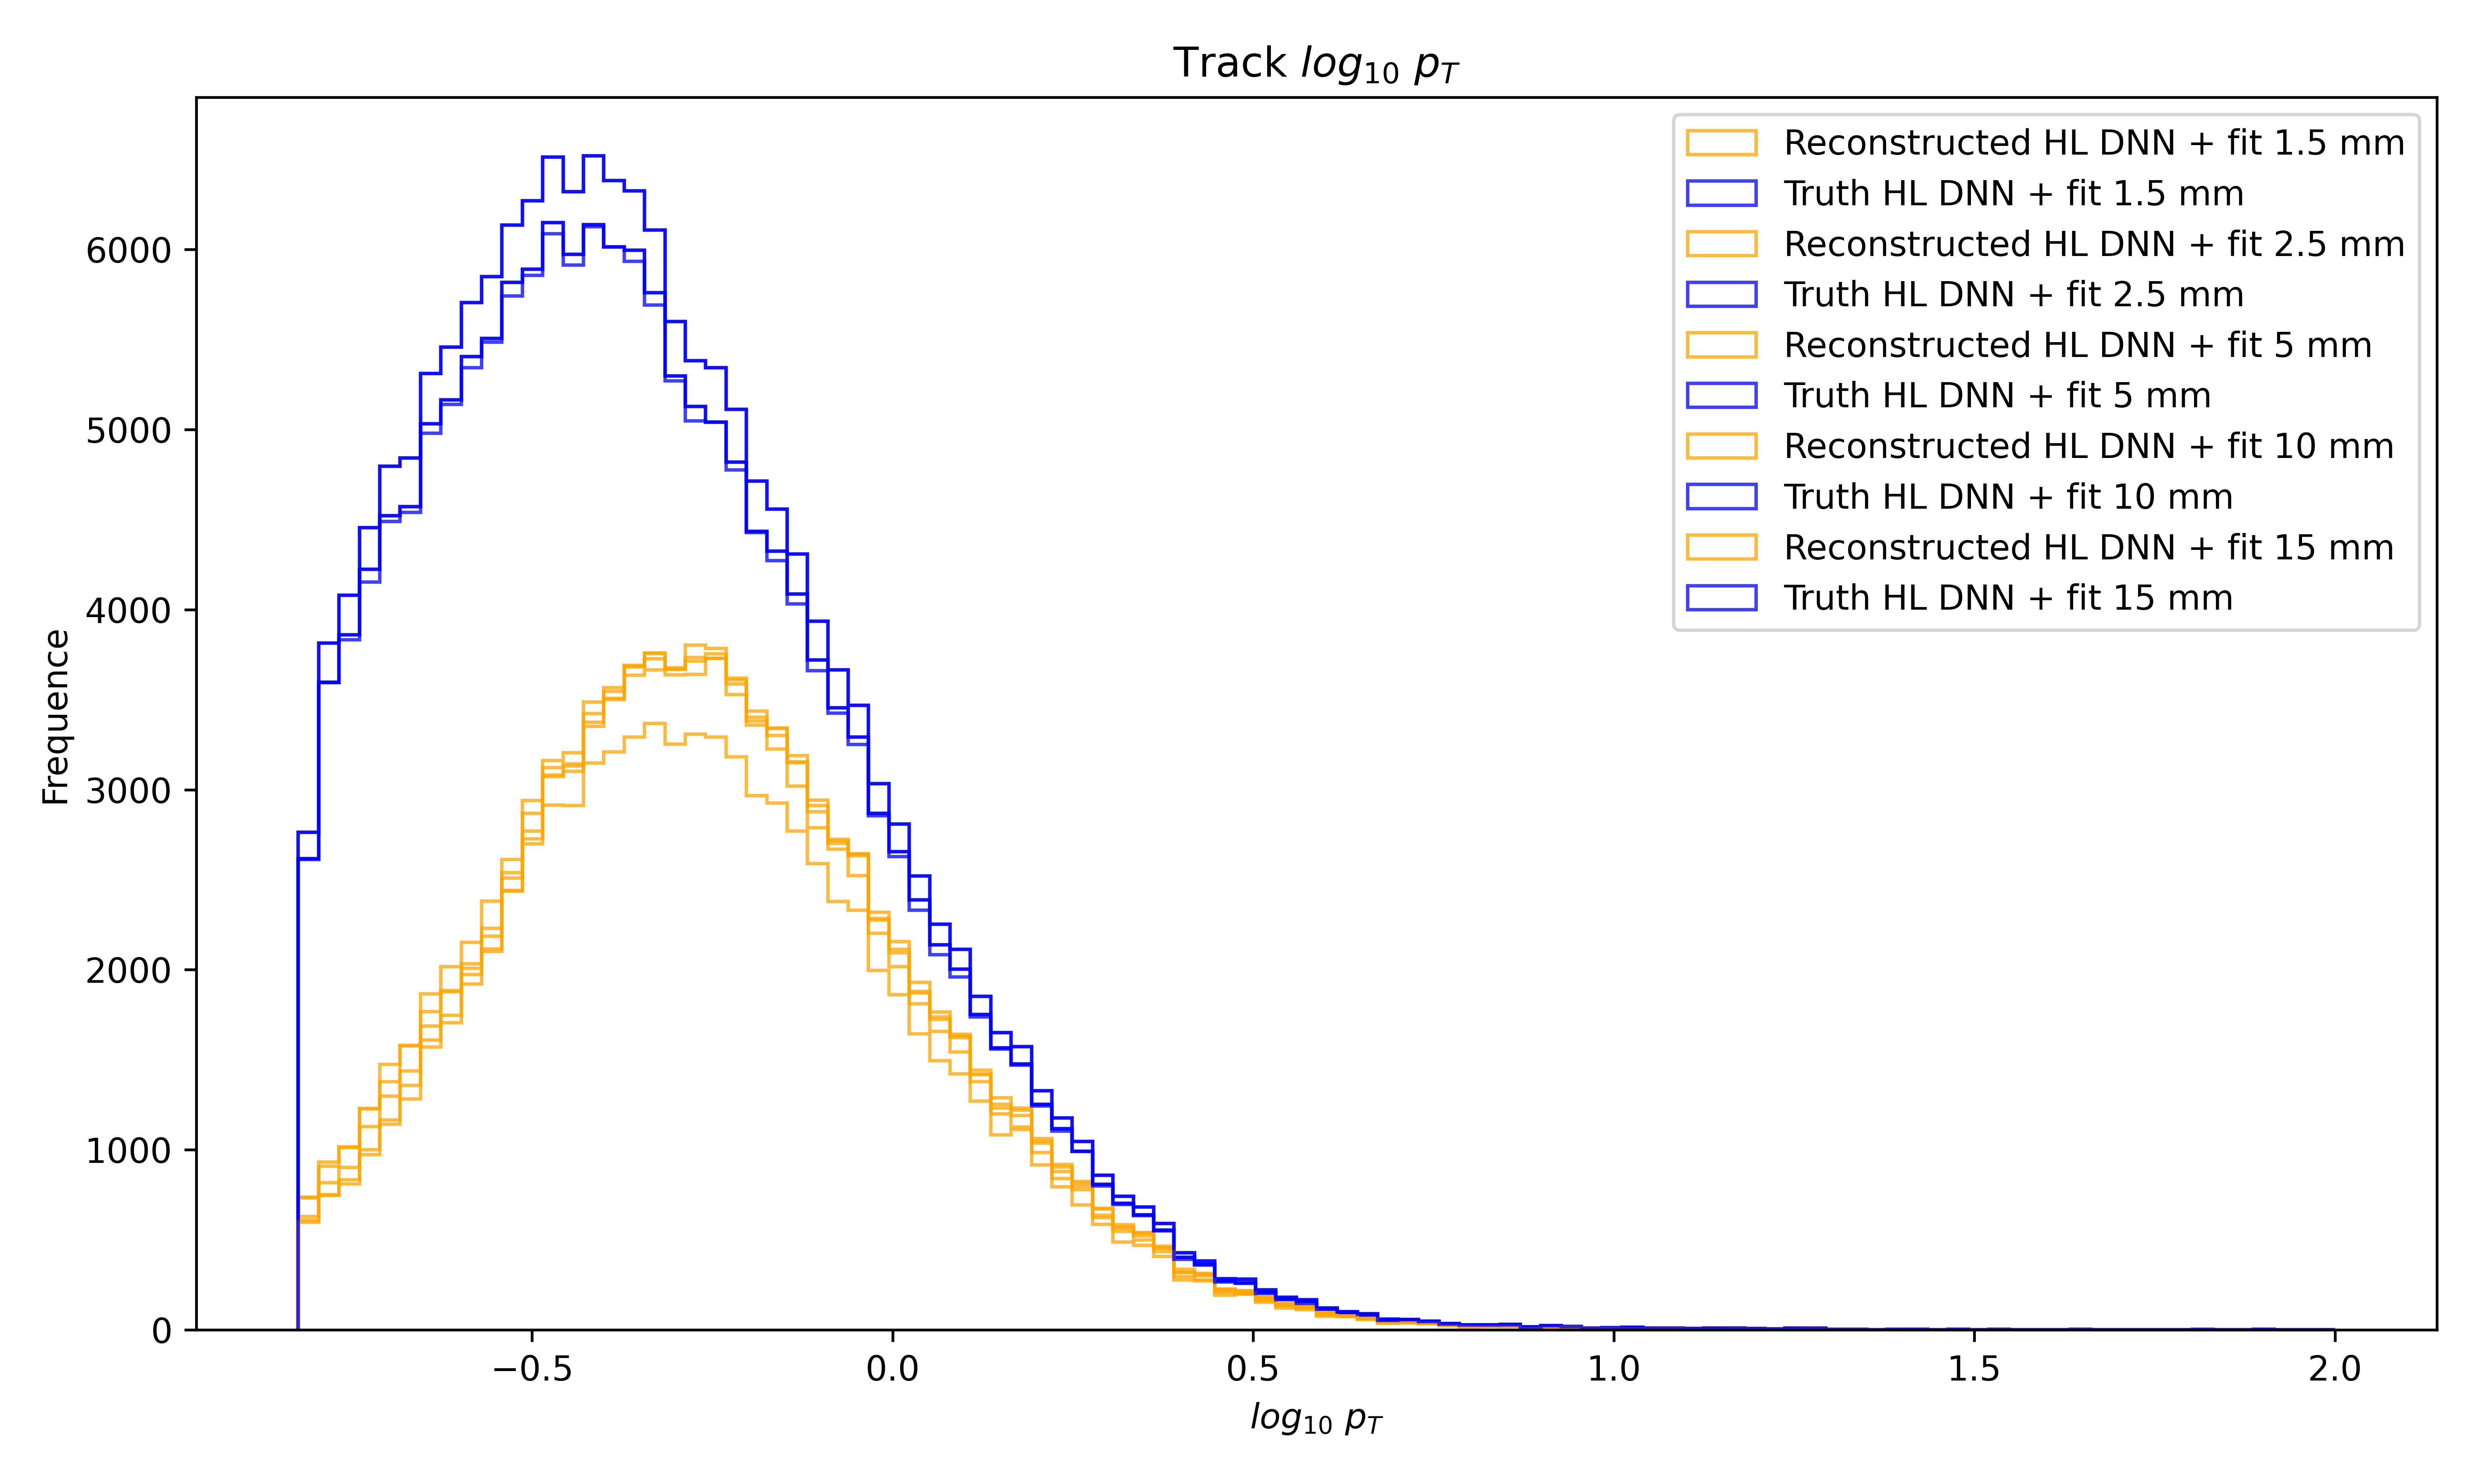 Track log₁₀ p_T
Reconstructed HL DNN + fit 1.5 mm
Truth HL DNN + fit 1.5 mm
Reconstructed HL DNN + fit 2.5 mm
Truth HL DNN + fit 2.5 mm
Reconstructed HL DNN + fit 5 mm
Truth HL DNN + fit 5 mm
Reconstructed HL DNN + fit 10 mm
Truth HL DNN + fit 10 mm
Reconstructed HL DNN + fit 15 mm
Truth HL DNN + fit 15 mm
Frequence
6000
5000
4000
3000
2000
1000
0
−0.5 0.0 0.5 1.0 1.5 2.0
log₁₀ p_T